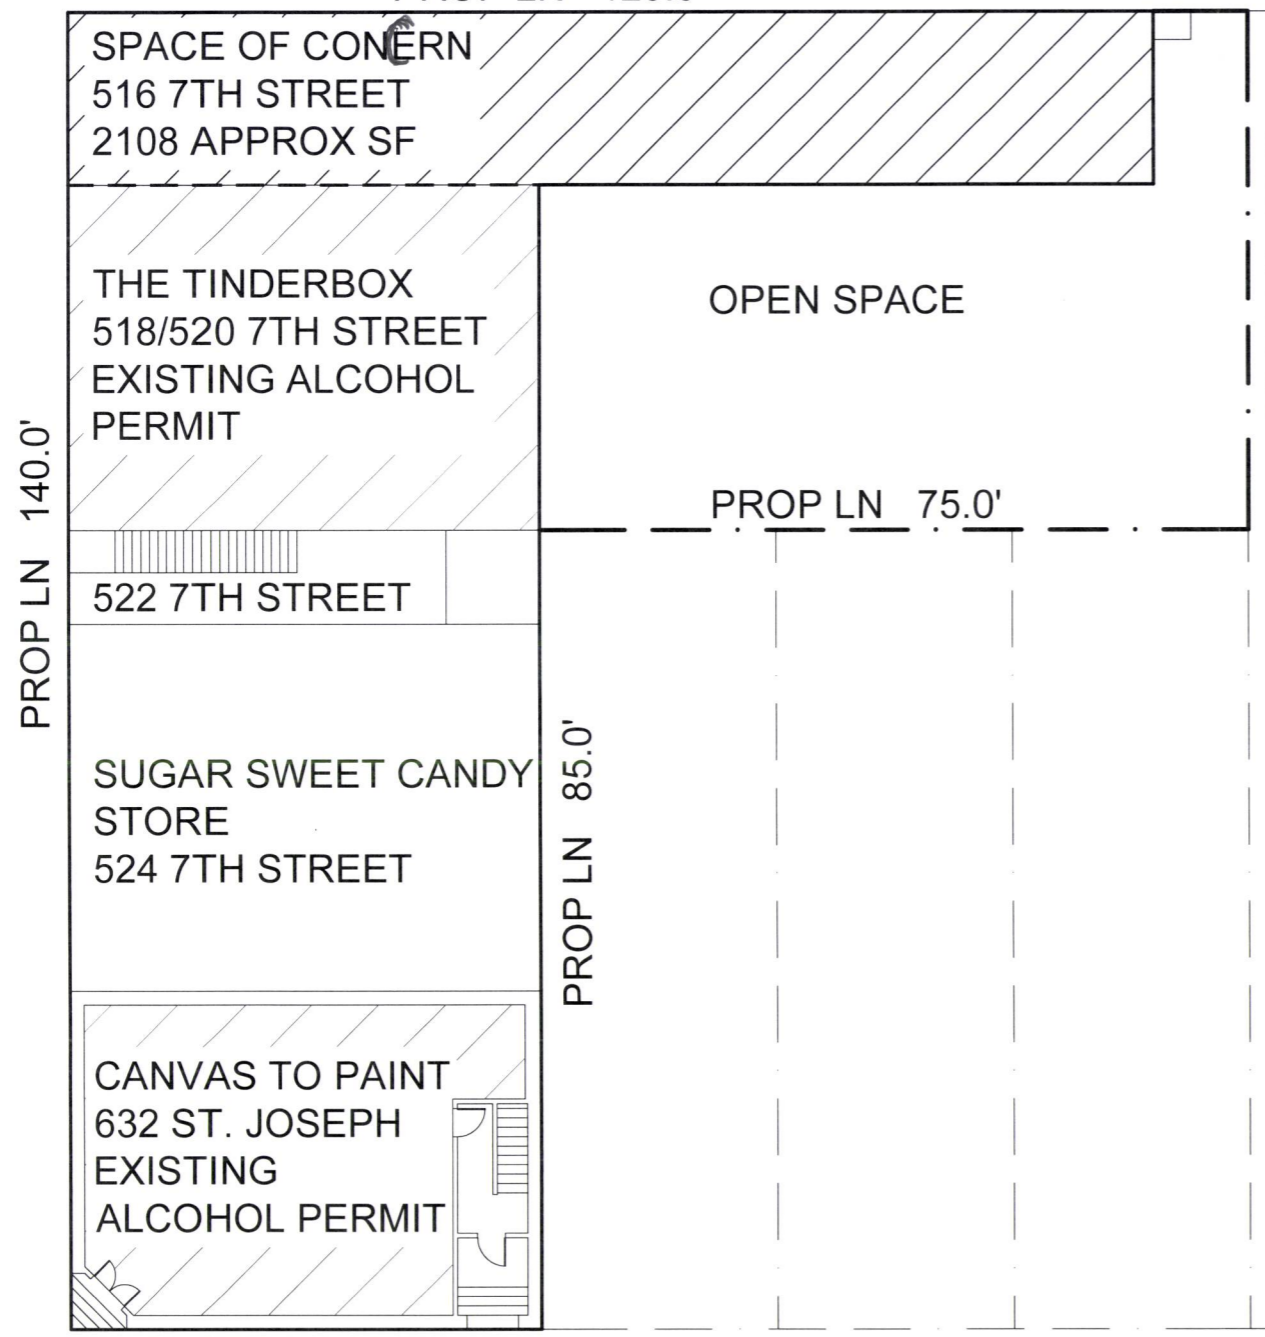 SPACE OF CONERN
516 7TH STREET
2108 APPROX SF
THE TINDERBOX
518/520 7TH STREET
EXISTING ALCOHOL
PERMIT
OPEN SPACE
PROP LN 140.0'
PROP LN 75.0'
522 7TH STREET
SUGAR SWEET CANDY
STORE
524 7TH STREET
PROP LN 85.0'
CANVAS TO PAINT
632 ST. JOSEPH
EXISTING
ALCOHOL PERMIT